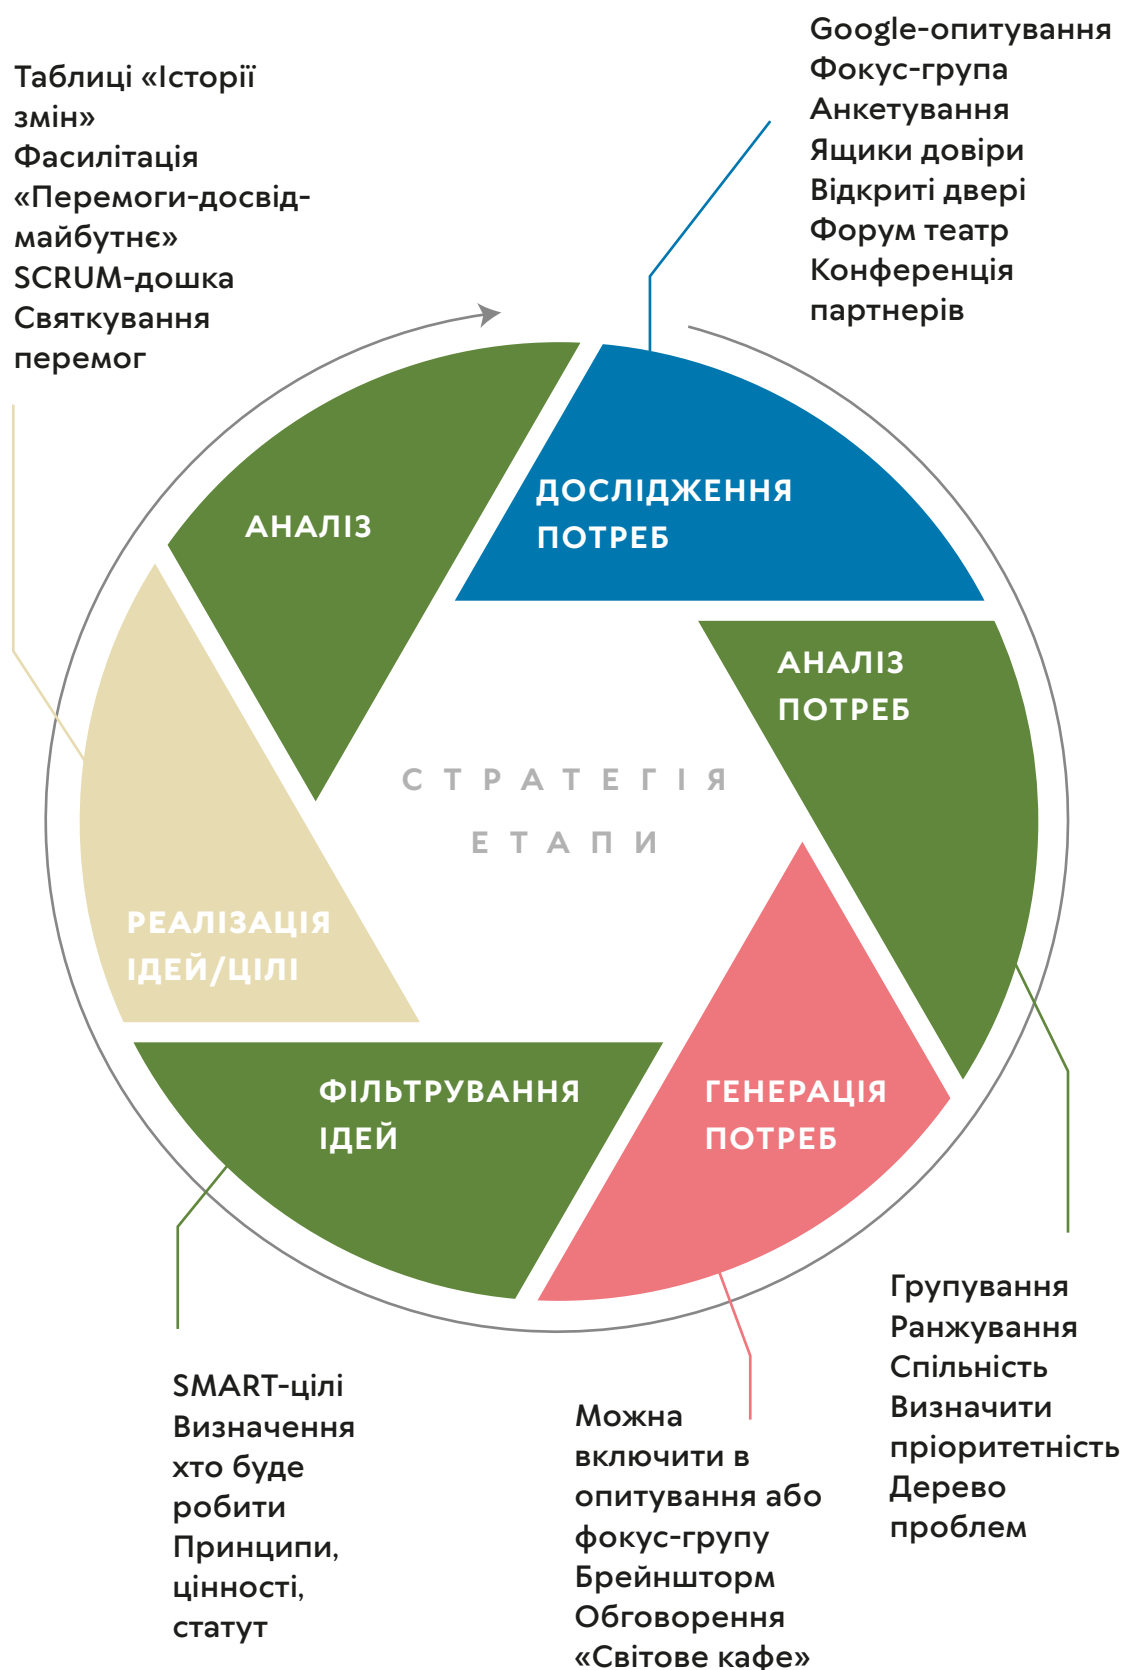 Google-опитування
Фокус-група
Анкетування
Ящики довіри
Відкриті двері
Форум театр
Конференція
партнерів
Таблиці «Історії
змін»
Фасилітація
«Перемоги-досвід-
майбутнє»
SCRUM-дошка
Святкування
перемог
ДОСЛІДЖЕННЯ
ПОТРЕБ
АНАЛІЗ
АНАЛІЗ
ПОТРЕБ
СТРАТЕГІЯ
ЕТАПИ
РЕАЛІЗАЦІЯ
ІДЕЙ/ЦІЛІ
ФІЛЬТРУВАННЯ
ІДЕЙ
ГЕНЕРАЦІЯ
ПОТРЕБ
Групування
Ранжування
Спільність
Визначити
пріоритетність
Дерево
проблем
SMART-цілі
Визначення
хто буде
робити
Принципи,
цінності,
статут
Можна
включити в
опитування або
фокус-групу
Брейншторм
Обговорення
«Світове кафе»